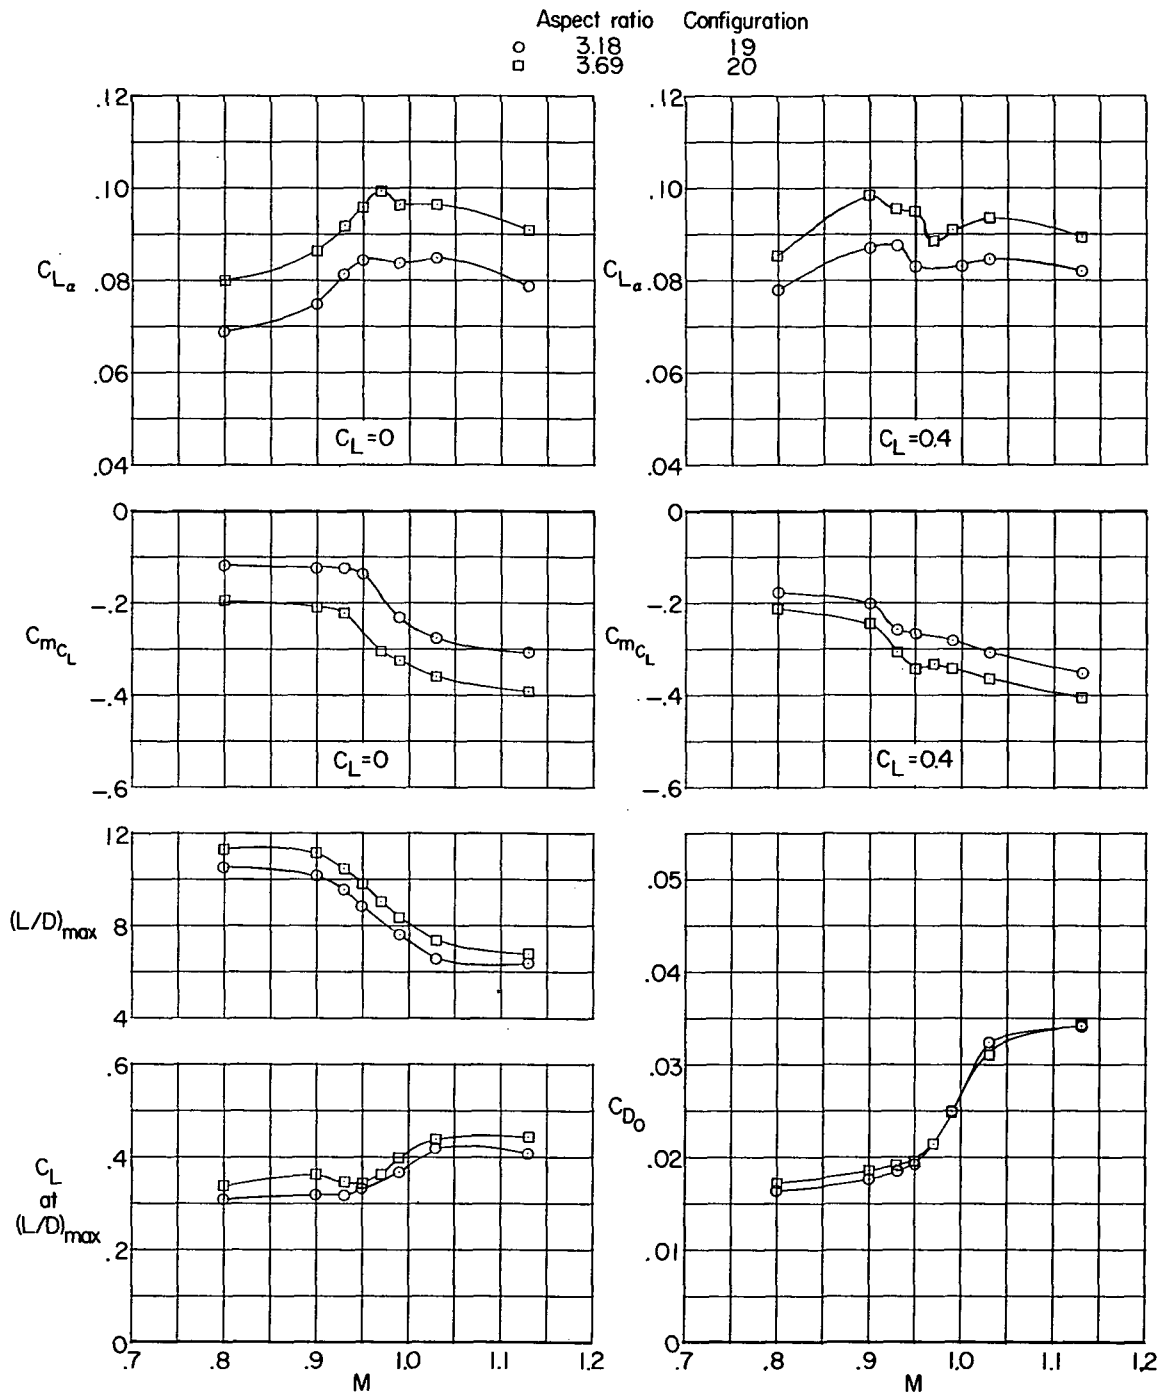 Aspect ratio Configuration
3.18 19
3.69 20
.12
.10
C_Lα .08
.06
.04
C_L=0
.12
.10
C_Lα .08
.06
.04
C_L=0.4
0
-.2
C_mC_L
-.4
-.6
C_L=0
0
-.2
C_mC_L
-.4
-.6
C_L=0.4
12
(L/D)max 8
4
.6
C_L .4
at
(L/D)max
.2
0
.7 .8 .9 1.0 1.1 1.2
M
.05
.04
.03
C_DO
.02
.01
0
.7 .8 .9 1.0 1.1 1.2
M